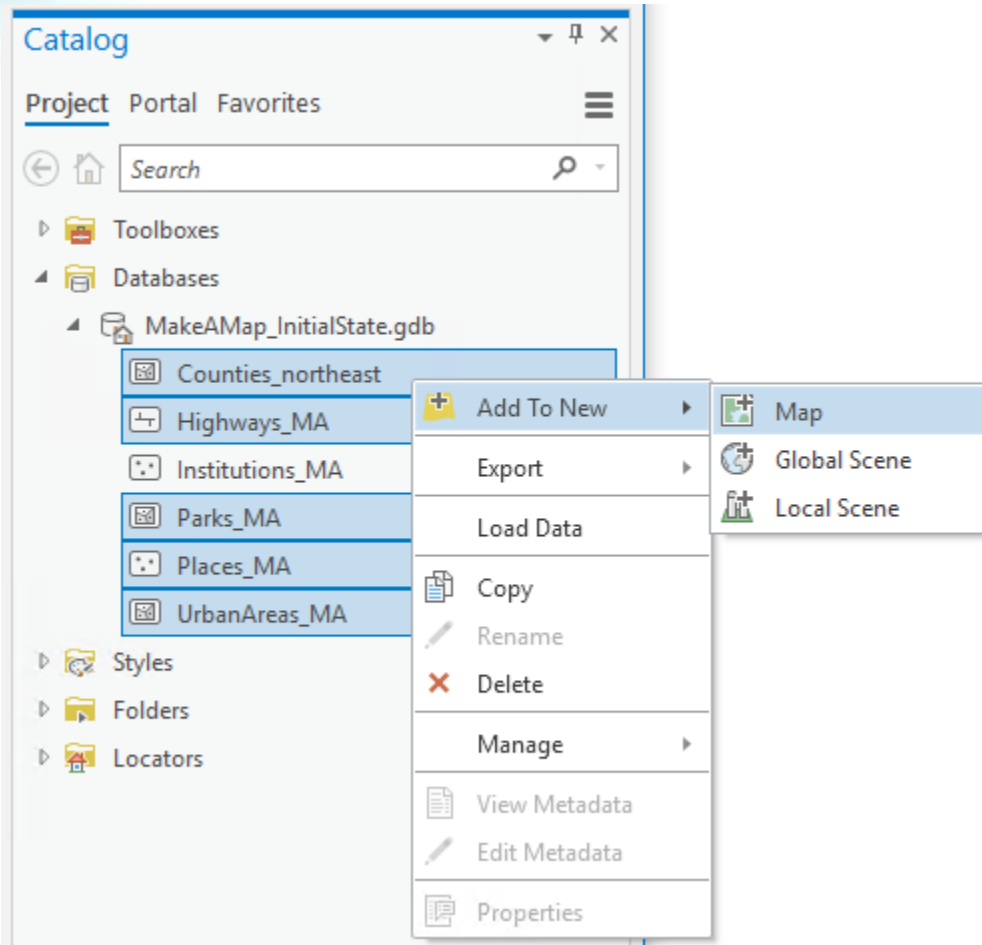 Catalog
Project Portal Favorites
Search
Toolboxes
Databases
MakeAMap_InitialState.gdb
Counties_northeast
Highways_MA
Institutions_MA
Parks_MA
Places_MA
UrbanAreas_MA
Styles
Folders
Locators
Add To New
Export
Load Data
Copy
Rename
Delete
Manage
View Metadata
Edit Metadata
Properties
Map
Global Scene
Local Scene